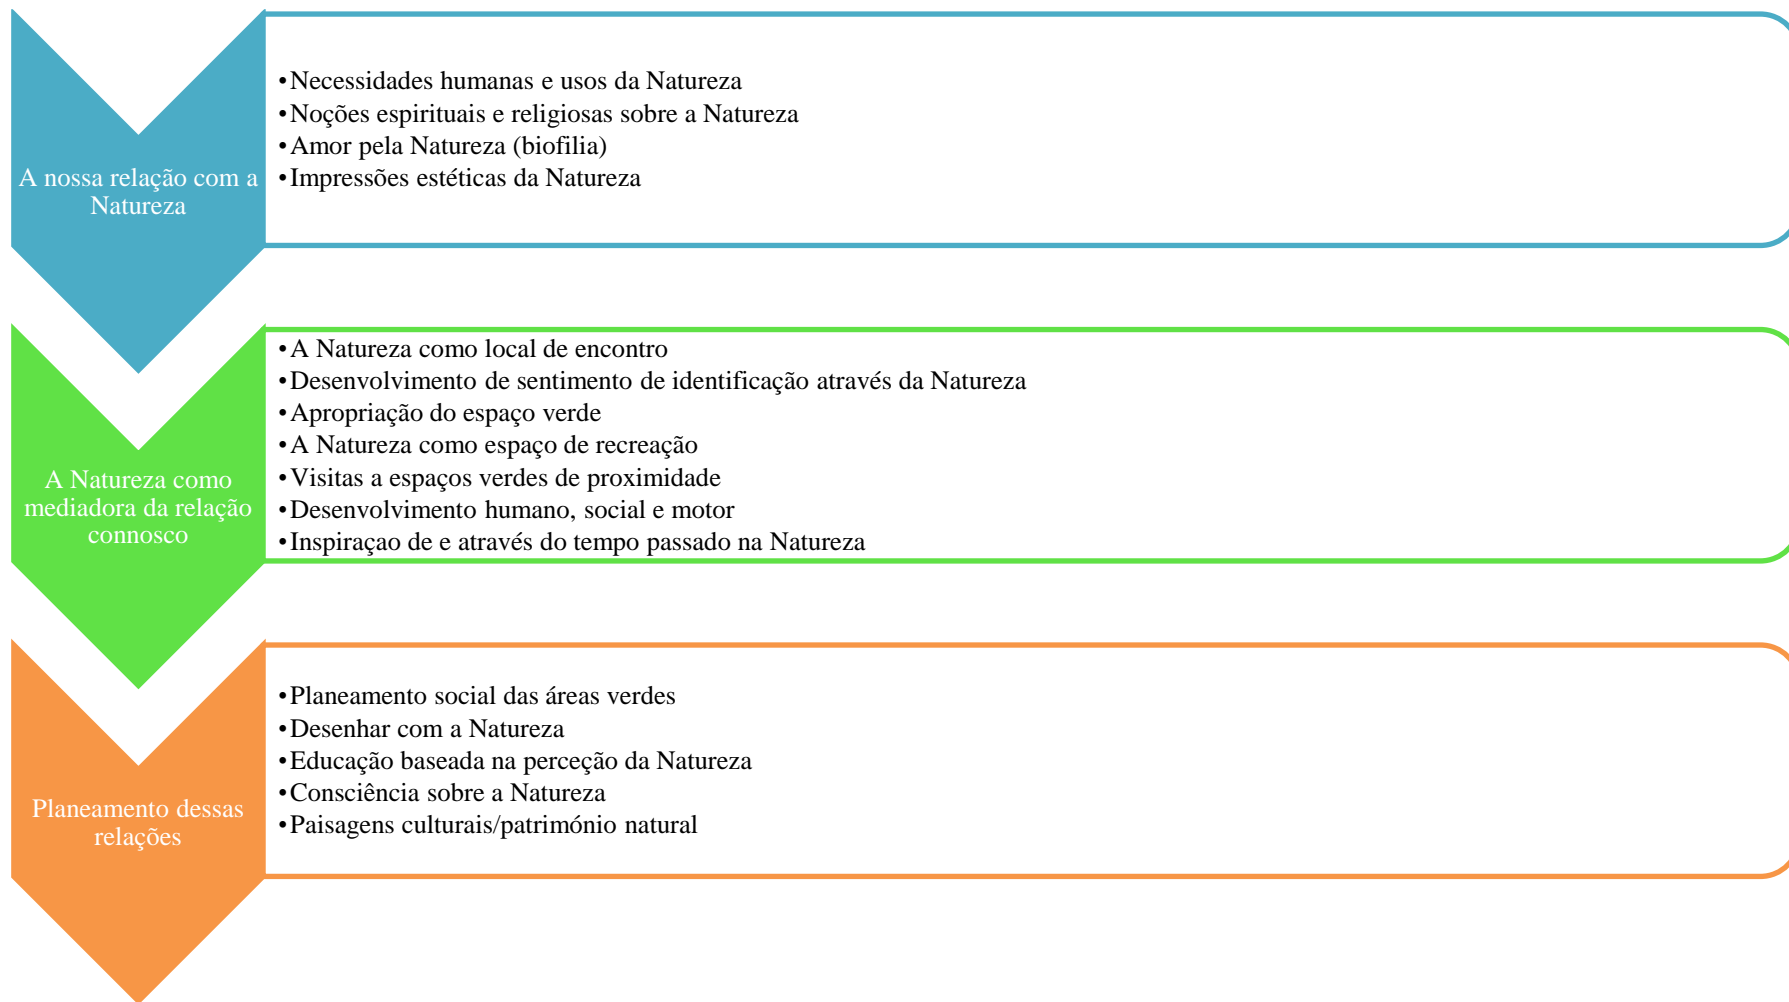 A nossa relação com a
Natureza
•Necessidades humanas e usos da Natureza
•Noções espirituais e religiosas sobre a Natureza
•Amor pela Natureza (biofilia)
•Impressões estéticas da Natureza
A Natureza como
mediadora da relação
connosco
•A Natureza como local de encontro
•Desenvolvimento de sentimento de identificação através da Natureza
•Apropriação do espaço verde
•A Natureza como espaço de recreação
•Visitas a espaços verdes de proximidade
•Desenvolvimento humano, social e motor
•Inspiraçao de e através do tempo passado na Natureza
Planeamento dessas
relações
•Planeamento social das áreas verdes
•Desenhar com a Natureza
•Educação baseada na perceção da Natureza
•Consciência sobre a Natureza
•Paisagens culturais/património natural